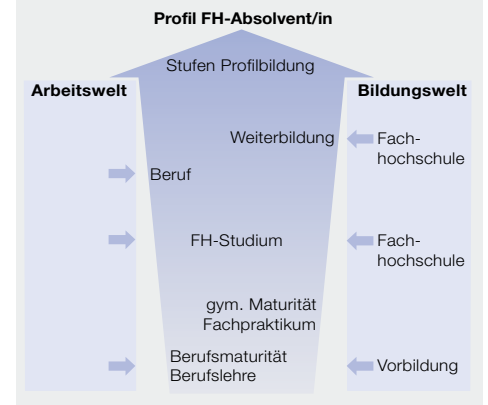 Profil FH-Absolvent/in
Stufen Profilbildung
Arbeitswelt
Bildungswelt
Weiterbildung
Fach-
hochschule
Beruf
FH-Studium
Fach-
hochschule
gym. Maturität
Fachpraktikum
Berufsmaturität
Berufslehre
Vorbildung